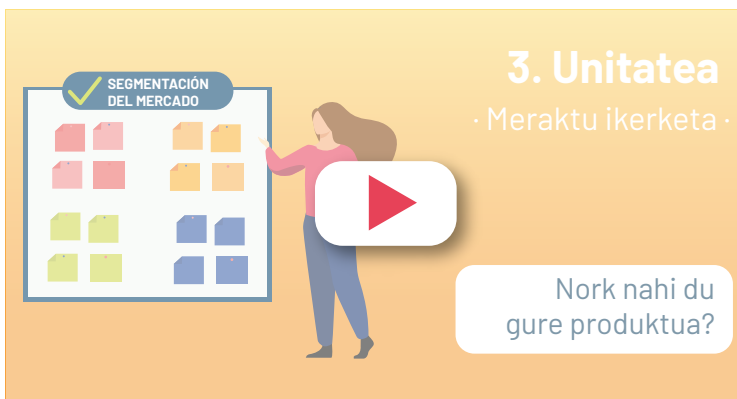 SEGMENTACIÓN
DEL MERCADO
3. Unitatea
· Meraktu ikerketa ·
Nork nahi du
gure produktua?